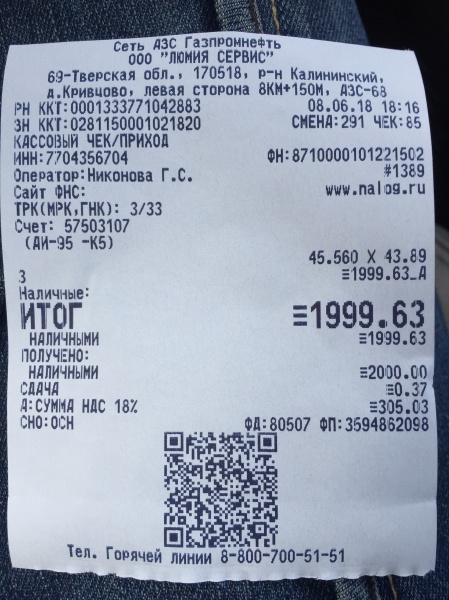 Сеть АЗС Газпромнефть
ООО "ЛЮМИЯ СЕРВИС"
69-Тверская обл., 170518, р-н Калининский,
д.Кривцово, левая сторона 8КМ+150М, АЗС-68
РН ККТ:0001333771042883 08.06.18 18:16
ЗН ККТ:02811500010218​20 СМЕНА:291 ЧЕК:85
КАССОВЫЙ ЧЕК/ПРИХОД
ИНН:7704356704 ФН:8710000101221502
Оператор:Никонова Г.С. #1389
Сайт ФНС: www.nalog.ru
ТРК(МРК,ГНК): 3/33
Счет: 57503107
(АИ-95 -К5)
45.560 X 43.89
3 ≡1999.63_А
Наличные:
ИТОГ ≡1999.63
НАЛИЧНЫМИ ≡1999.63
ПОЛУЧЕНО:
НАЛИЧНЫМИ ≡2000.00
СДАЧА ≡0.37
А:СУММА НДС 18% ≡305.03
СНО:ОСН ФД:80507 ФП:3594862098
Тел. Горячей линии 8-800-700-51-51